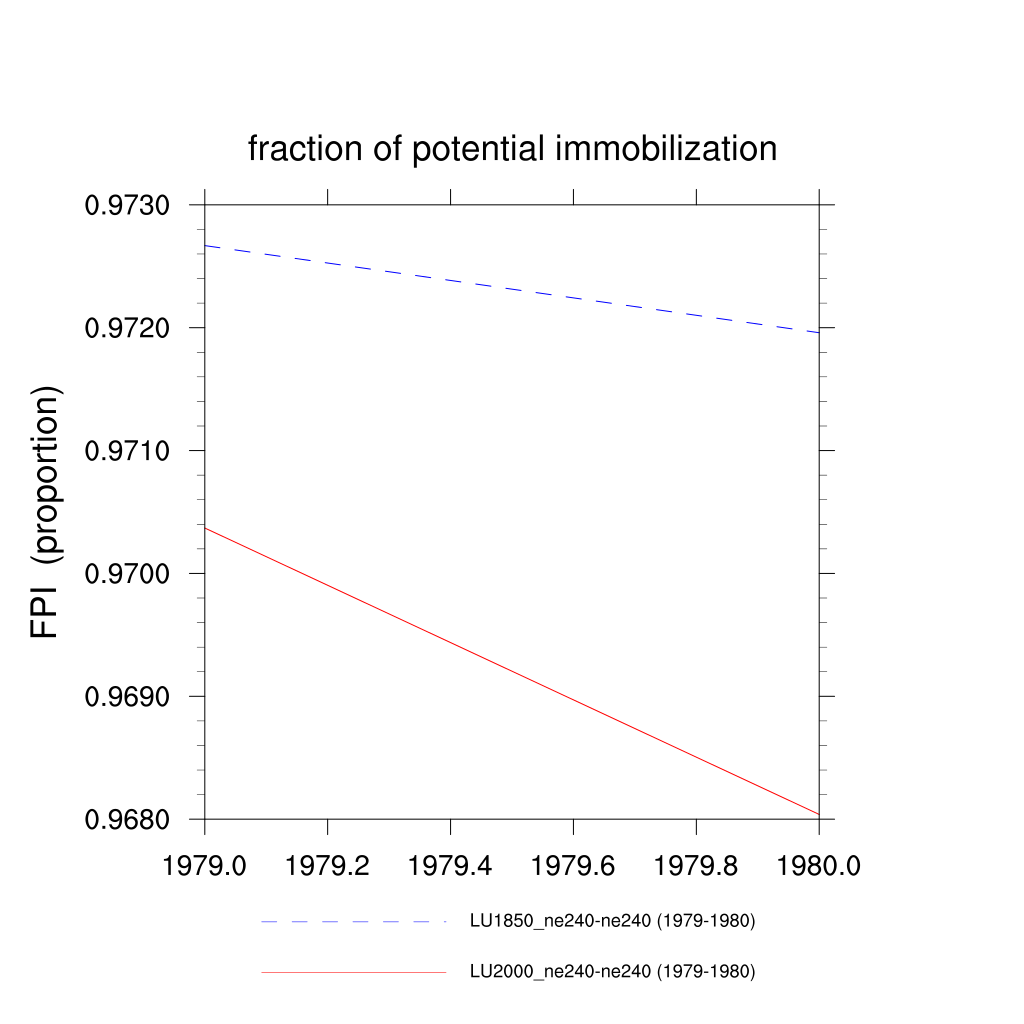 fraction of potential immobilization
0.9730
0.9720
0.9710
0.9700
0.9690
0.9680
FPI (proportion)
1979.0 1979.2 1979.4 1979.6 1979.8 1980.0
LU1850_ne240-ne240 (1979-1980)
LU2000_ne240-ne240 (1979-1980)